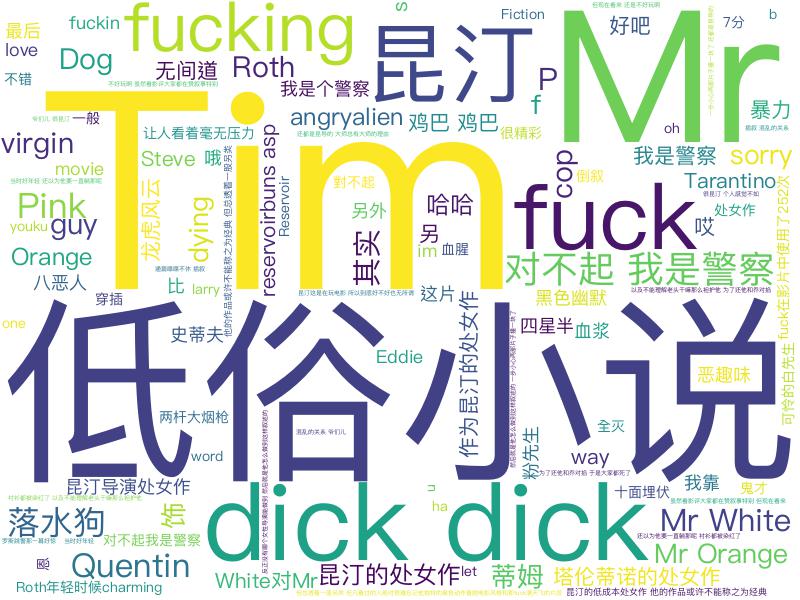 最后
fuckin
fucking
s
Fiction
好吧
7分
b
love
Dog
无间道
Roth
昆汀
Mr
不错
我是个警察
P
暴力
一般
angryalien
鸡巴 鸡巴
f
很精彩
oh
virgin
让人看着毫无压力
Tim
cop
我是警察
sorry
movie
Steve
哦
reservoirbuns asp
Reservoir
對不起
倒叙
Tarantino
Pink
龙虎风云
dying
另外
哈哈
fuck
处女作
哎
youku
guy
其实
另
im
血腥
fuck在影片中使用了252次
Orange
对不起 我是警察
八恶人
比
larry
这片
黑色幽默
穿插
one
史蒂夫
作为昆汀的处女作
四星半
血浆
Eddie
恶趣味
可怜的白先生
低俗小说
两杆大烟枪
word
粉先生
全灭
way
昆汀导演处女作
dick dick
十面埋伏
我靠
鬼才
落水狗
饰
u
ha
Mr White
对不起我是警察
Mr Orange
恩
Quentin
White对Mr
昆汀的处女作
let
蒂姆
塔伦蒂诺的处女作
Roth年轻时候charming
昆汀的低成本处女作 他的作品或许不能称之为经典